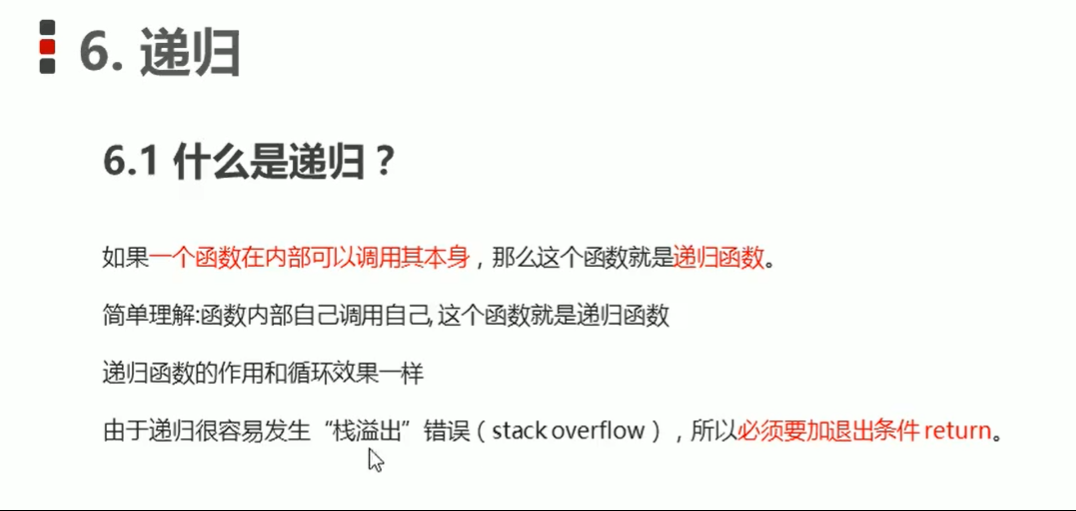 6. 递归
6.1 什么是递归？
如果一个函数在内部可以调用其本身，那么这个函数就是递归函数。
简单理解:函数内部自己调用自己, 这个函数就是递归函数
递归函数的作用和循环效果一样
由于递归很容易发生“栈溢出”错误（stack overflow），所以必须要加退出条件 return。